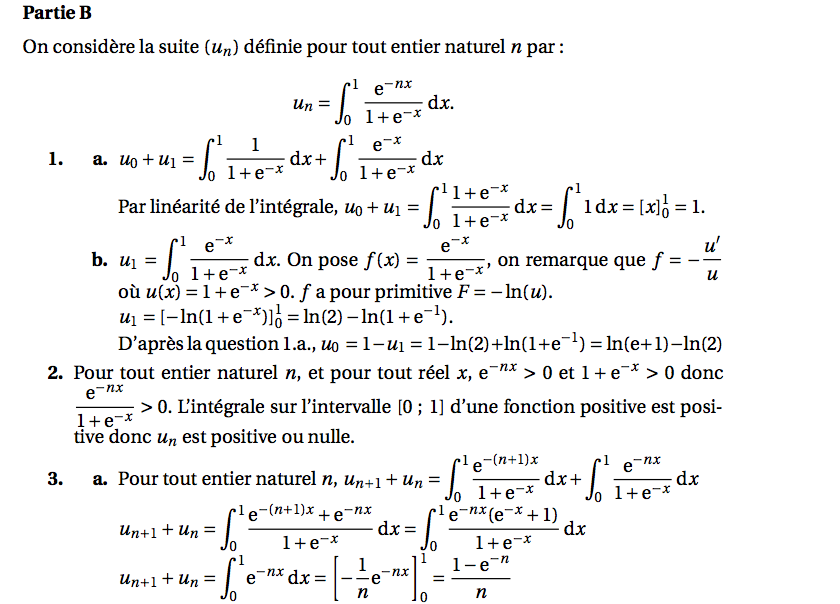 Partie B
On considère la suite (uₙ) définie pour tout entier naturel n par :
uₙ = ∫₀¹ e⁻ⁿˣ/(1+e⁻ˣ) dx.
1. a. u₀ + u₁ = ∫₀¹ 1/(1+e⁻ˣ) dx + ∫₀¹ e⁻ˣ/(1+e⁻ˣ) dx
Par linéarité de l'intégrale, u₀ + u₁ = ∫₀¹ (1+e⁻ˣ)/(1+e⁻ˣ) dx = ∫₀¹ 1 dx = [x]₀¹ = 1.
b. u₁ = ∫₀¹ e⁻ˣ/(1+e⁻ˣ) dx. On pose f(x) = e⁻ˣ/(1+e⁻ˣ), on remarque que f = −u′/u
où u(x) = 1+e⁻ˣ > 0. f a pour primitive F = −ln(u).
u₁ = [−ln(1+e⁻ˣ)]₀¹ = ln(2) − ln(1+e⁻¹).
D'après la question 1.a., u₀ = 1−u₁ = 1−ln(2)+ln(1+e⁻¹) = ln(e+1)−ln(2)
2. Pour tout entier naturel n, et pour tout réel x, e⁻ⁿˣ > 0 et 1+e⁻ˣ > 0 donc
e⁻ⁿˣ/(1+e⁻ˣ) > 0. L'intégrale sur l'intervalle [0 ; 1] d'une fonction positive est posi-
tive donc uₙ est positive ou nulle.
3. a. Pour tout entier naturel n, uₙ₊₁ + uₙ = ∫₀¹ e⁻⁽ⁿ⁺¹⁾ˣ/(1+e⁻ˣ) dx + ∫₀¹ e⁻ⁿˣ/(1+e⁻ˣ) dx
uₙ₊₁ + uₙ = ∫₀¹ (e⁻⁽ⁿ⁺¹⁾ˣ + e⁻ⁿˣ)/(1+e⁻ˣ) dx = ∫₀¹ e⁻ⁿˣ(e⁻ˣ + 1)/(1+e⁻ˣ) dx
uₙ₊₁ + uₙ = ∫₀¹ e⁻ⁿˣ dx = [−(1/n)e⁻ⁿˣ]₀¹ = (1−e⁻ⁿ)/n